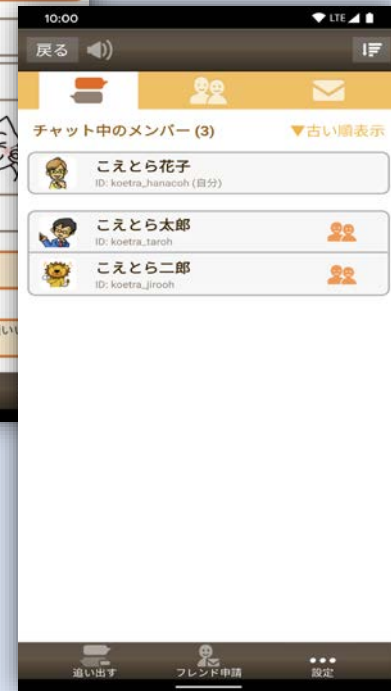 10:00
LTE
戻る
チャット中のメンバー (3)
▼古い順表示
こえとら花子
ID: koetra_hanacoh (自分)
こえとら太郎
ID: koetra_taroh
こえとら二郎
ID: koetra_jirooh
追い出す
フレンド申請
設定